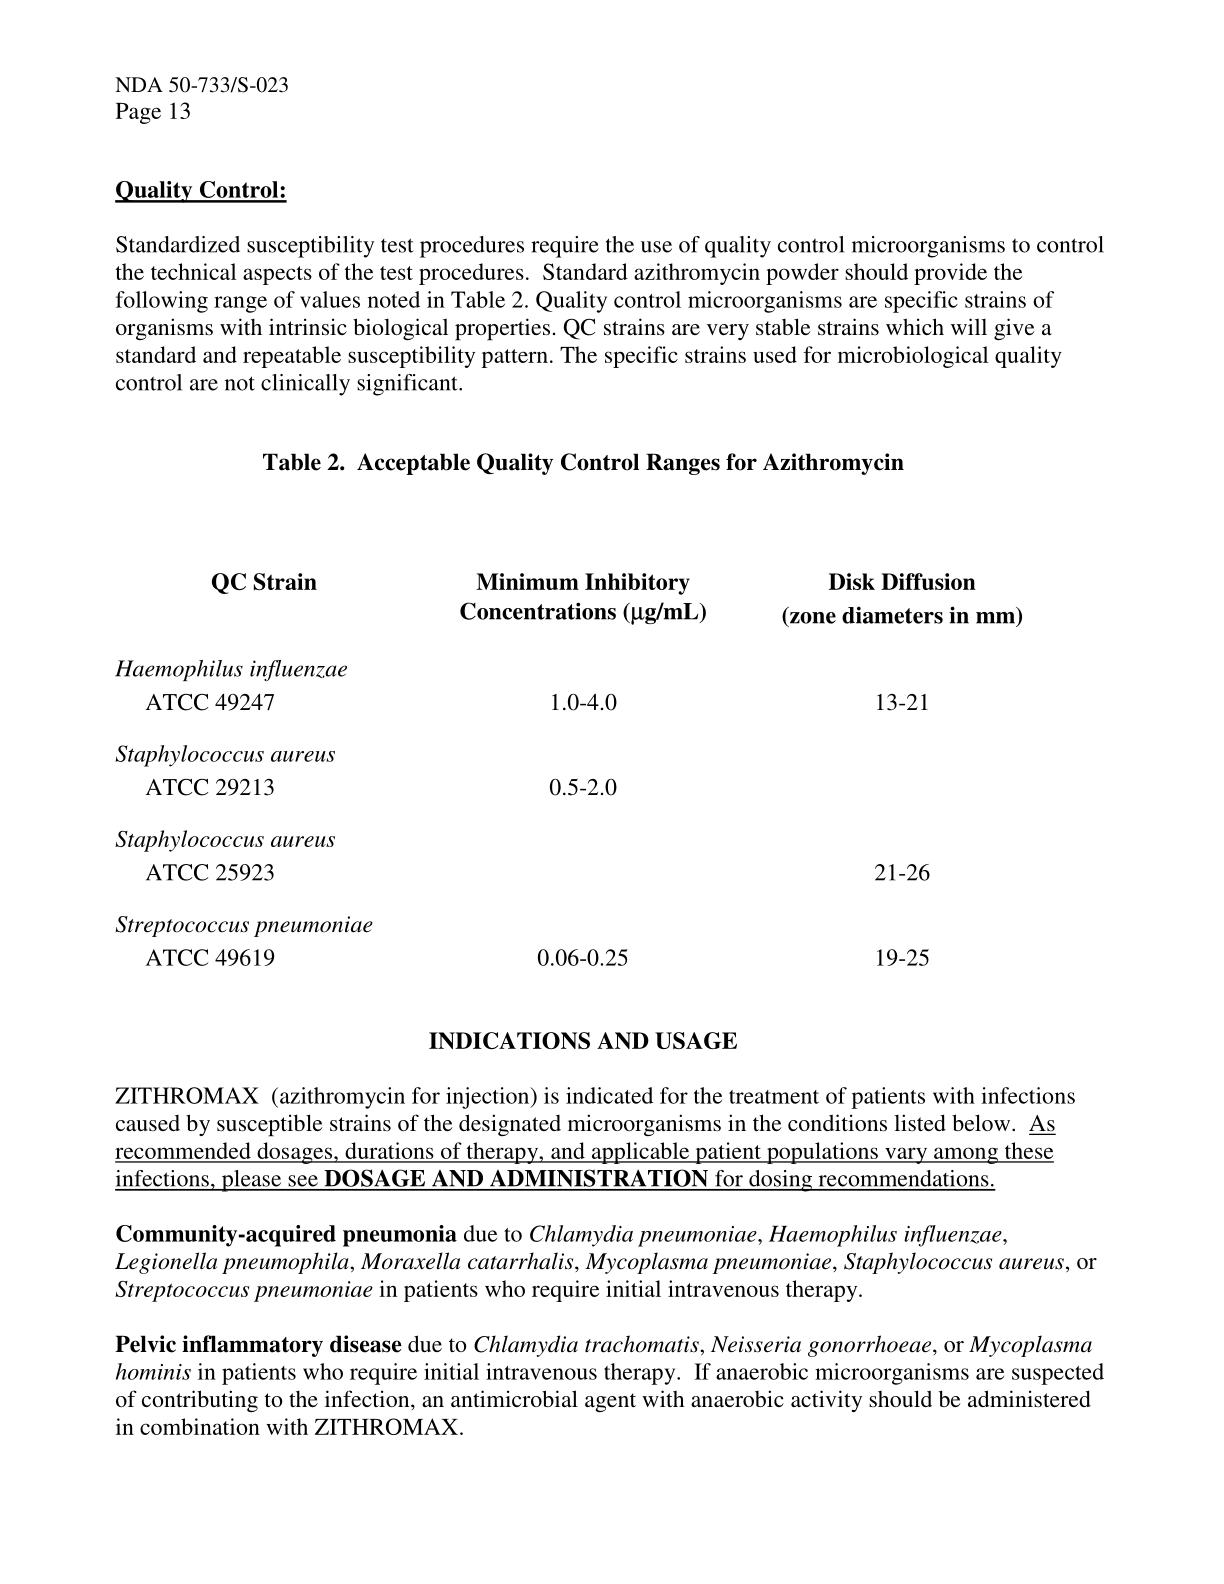 NDA 50-733/S-023
Page 13
Quality Control:
Standardized susceptibility test procedures require the use of quality control microorganisms to control
the technical aspects of the test procedures.  Standard azithromycin powder should provide the
following range of values noted in Table 2. Quality control microorganisms are specific strains of
organisms with intrinsic biological properties. QC strains are very stable strains which will give a
standard and repeatable susceptibility pattern. The specific strains used for microbiological quality
control are not clinically significant.
Table 2.  Acceptable Quality Control Ranges for Azithromycin
QC Strain Minimum Inhibitory Disk Diffusion
Concentrations (μg/mL) (zone diameters in mm)
Haemophilus influenzae
ATCC 49247 1.0-4.0 13-21
Staphylococcus aureus
ATCC 29213 0.5-2.0
Staphylococcus aureus
ATCC 25923 21-26
Streptococcus pneumoniae
ATCC 49619 0.06-0.25 19-25
INDICATIONS AND USAGE
ZITHROMAX  (azithromycin for injection) is indicated for the treatment of patients with infections
caused by susceptible strains of the designated microorganisms in the conditions listed below.  As
recommended dosages, durations of therapy, and applicable patient populations vary among these
infections, please see DOSAGE AND ADMINISTRATION for dosing recommendations.
Community-acquired pneumonia due to Chlamydia pneumoniae, Haemophilus influenzae,
Legionella pneumophila, Moraxella catarrhalis, Mycoplasma pneumoniae, Staphylococcus aureus, or
Streptococcus pneumoniae in patients who require initial intravenous therapy.
Pelvic inflammatory disease due to Chlamydia trachomatis, Neisseria gonorrhoeae, or Mycoplasma
hominis in patients who require initial intravenous therapy.  If anaerobic microorganisms are suspected
of contributing to the infection, an antimicrobial agent with anaerobic activity should be administered
in combination with ZITHROMAX.